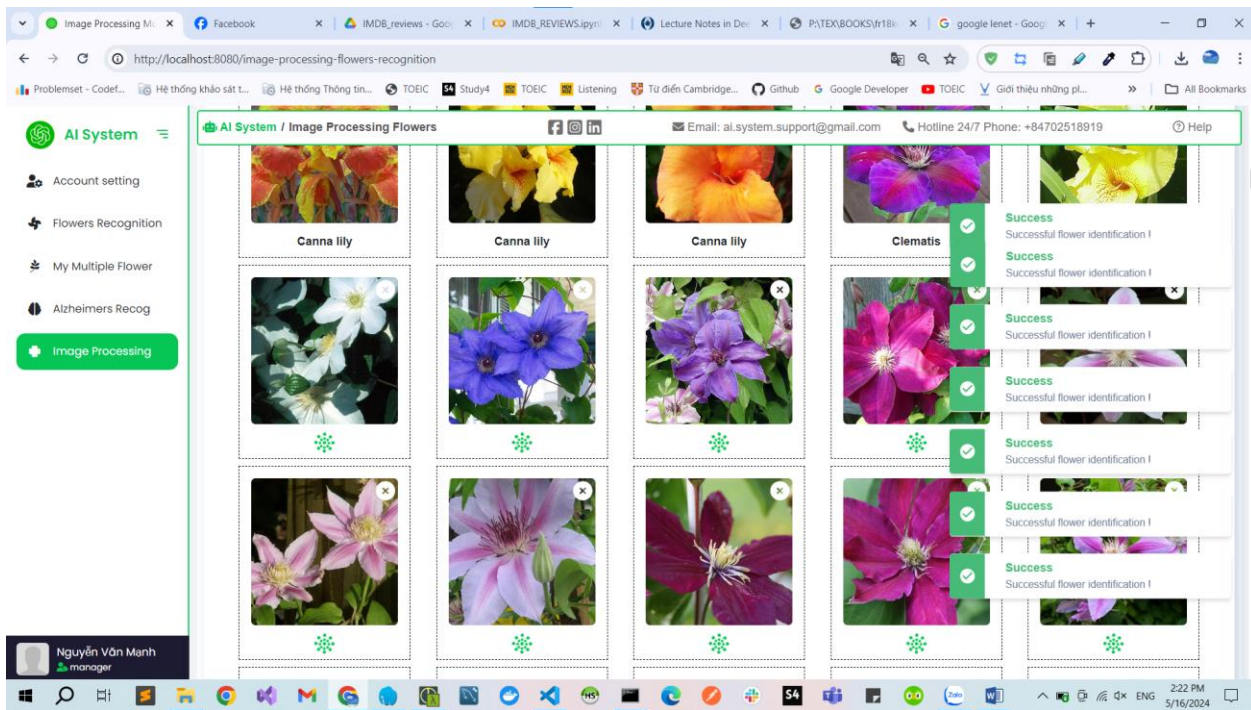 Image Processing Mu
Facebook
IMDB_reviews - Goo
IMDB_REVIEWS.ipyn
Lecture Notes in Dee
P:\TEX\BOOKS\fr18k
google lenet - Goog
http://localhost:8080/image-processing-flowers-recognition
Problemset - Codef...
Hệ thống khảo sát t...
Hệ thống Thông tin...
TOEIC
S4 Study4
TOEIC
Listening
Từ điển Cambridge...
Github
Google Developer
TOEIC
Giới thiệu những pl...
All Bookmarks
AI System
AI System / Image Processing Flowers
Email: ai.system.support@gmail.com
Hotline 24/7 Phone: +84702518919
Help
Account setting
Flowers Recognition
My Multiple Flower
Alzheimers Recog
Image Processing
Canna lily
Canna lily
Canna lily
Clematis
Success
Successful flower identification !
Success
Successful flower identification !
Success
Successful flower identification !
Success
Successful flower identification !
Success
Successful flower identification !
Success
Successful flower identification !
Success
Successful flower identification !
Nguyễn Văn Mạnh
manager
S4
Zalo
ENG
2:22 PM
5/16/2024